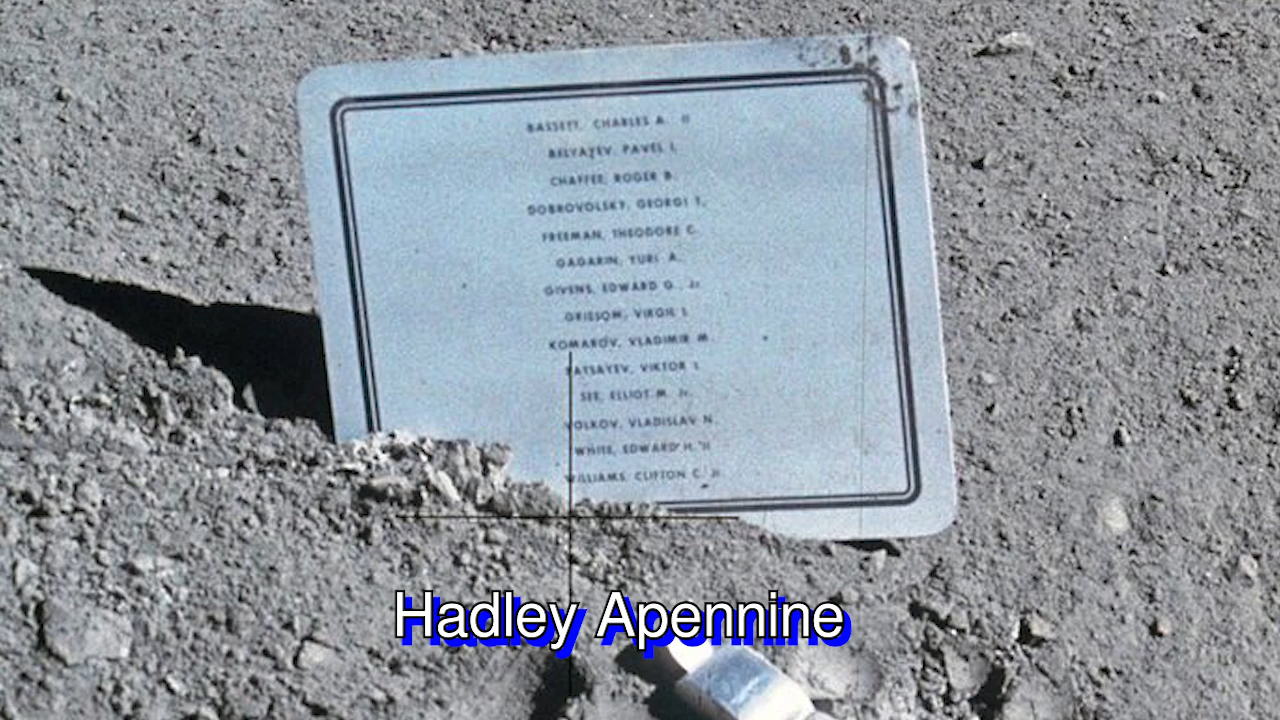 BASSETT, CHARLES A. II
BELYAYEV, PAVEL I.
CHAFFEE, ROGER B.
DOBROVOLSKY, GEORGI T.
FREEMAN, THEODORE C.
GAGARIN, YURI A.
GIVENS, EDWARD G., Jr.
GRISSOM, VIRGIL I.
KOMAROV, VLADIMIR M.
PATSAYEV, VIKTOR I.
SEE, ELLIOT M. Jr.
VOLKOV, VLADISLAV N.
WHITE, EDWARD H. II
WILLIAMS, CLIFTON C. Jr.
Hadley Apennine